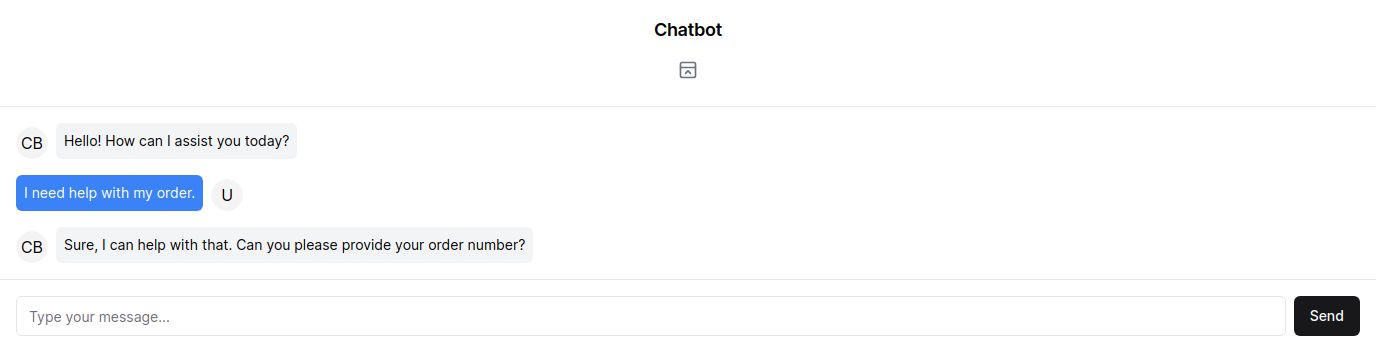 Chatbot
CB Hello! How can I assist you today?
I need help with my order. U
CB Sure, I can help with that. Can you please provide your order number?
Type your message...
Send